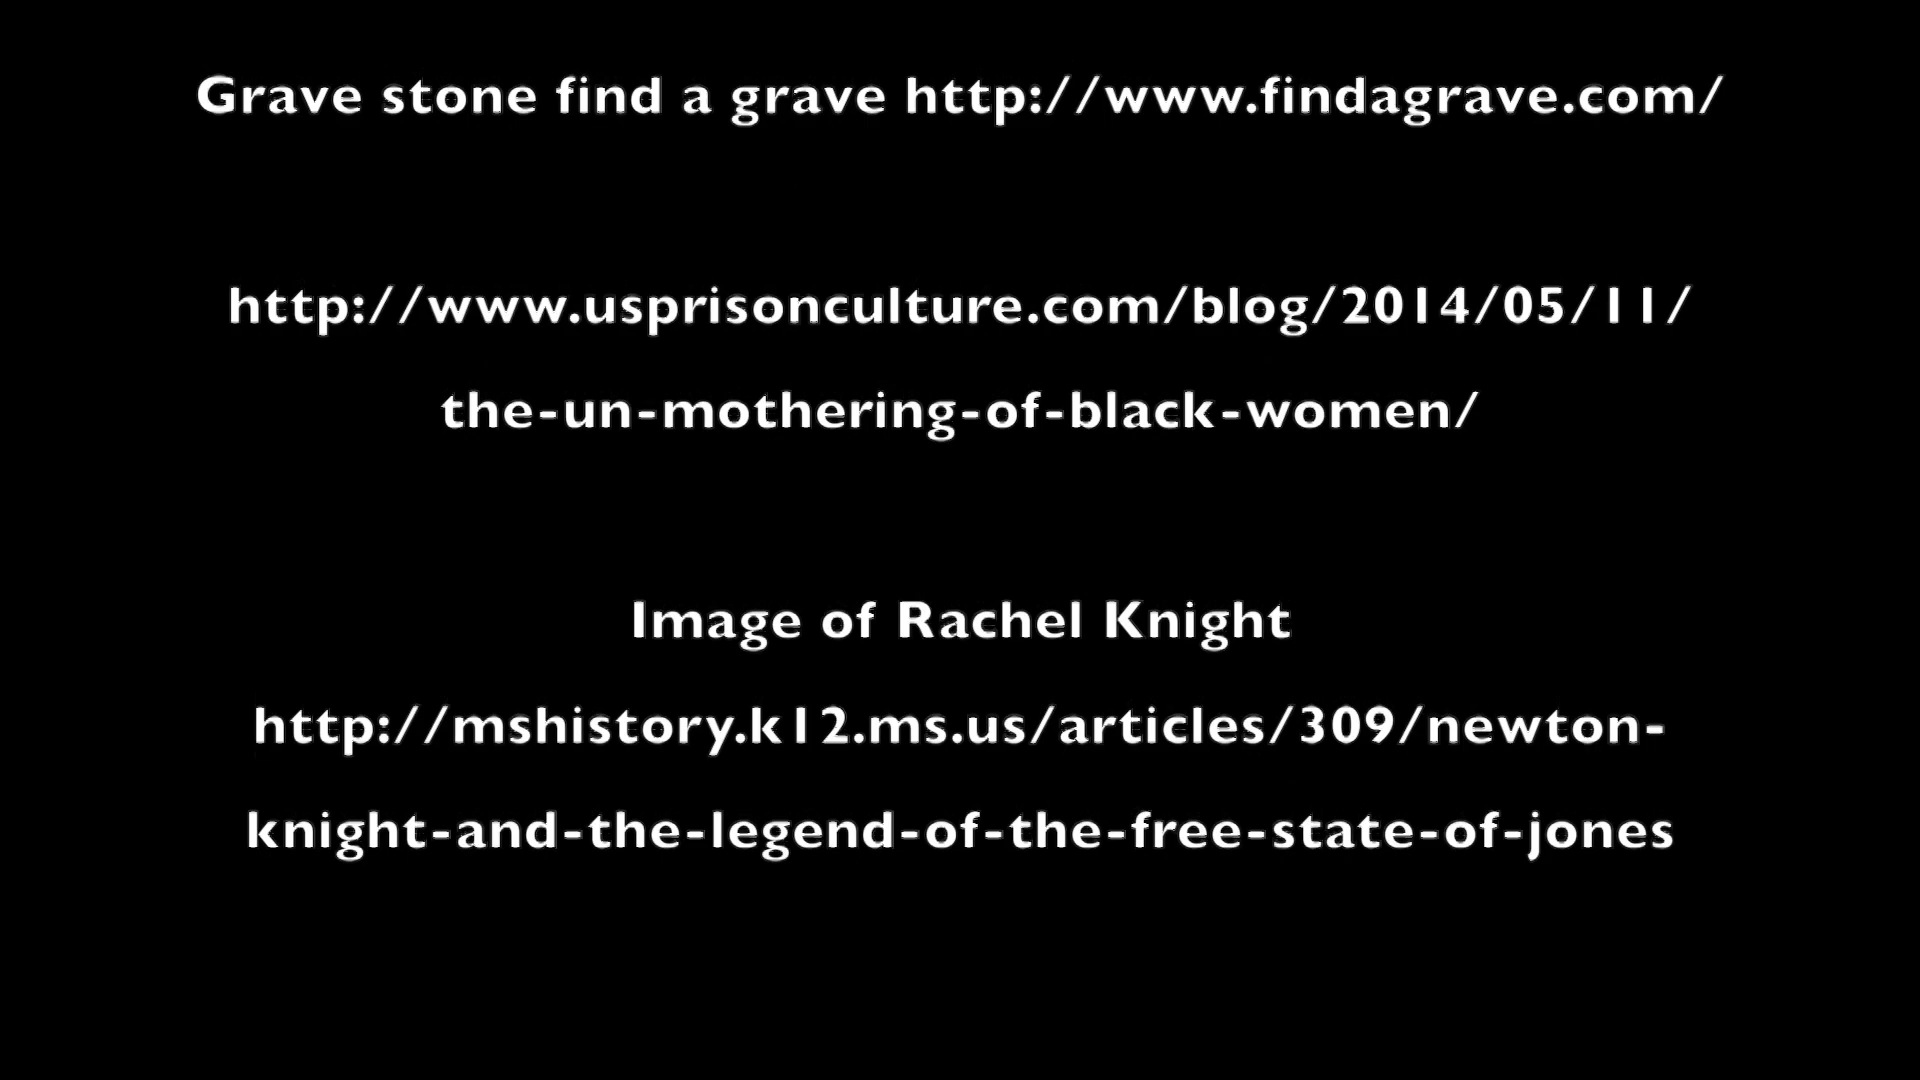 Grave stone find a grave http://www.findagrave.com/
http://www.usprisonculture.com/blog/2014/05/11/
the-un-mothering-of-black-women/
Image of Rachel Knight
http://mshistory.k12.ms.us/articles/309/newton-
knight-and-the-legend-of-the-free-state-of-jones